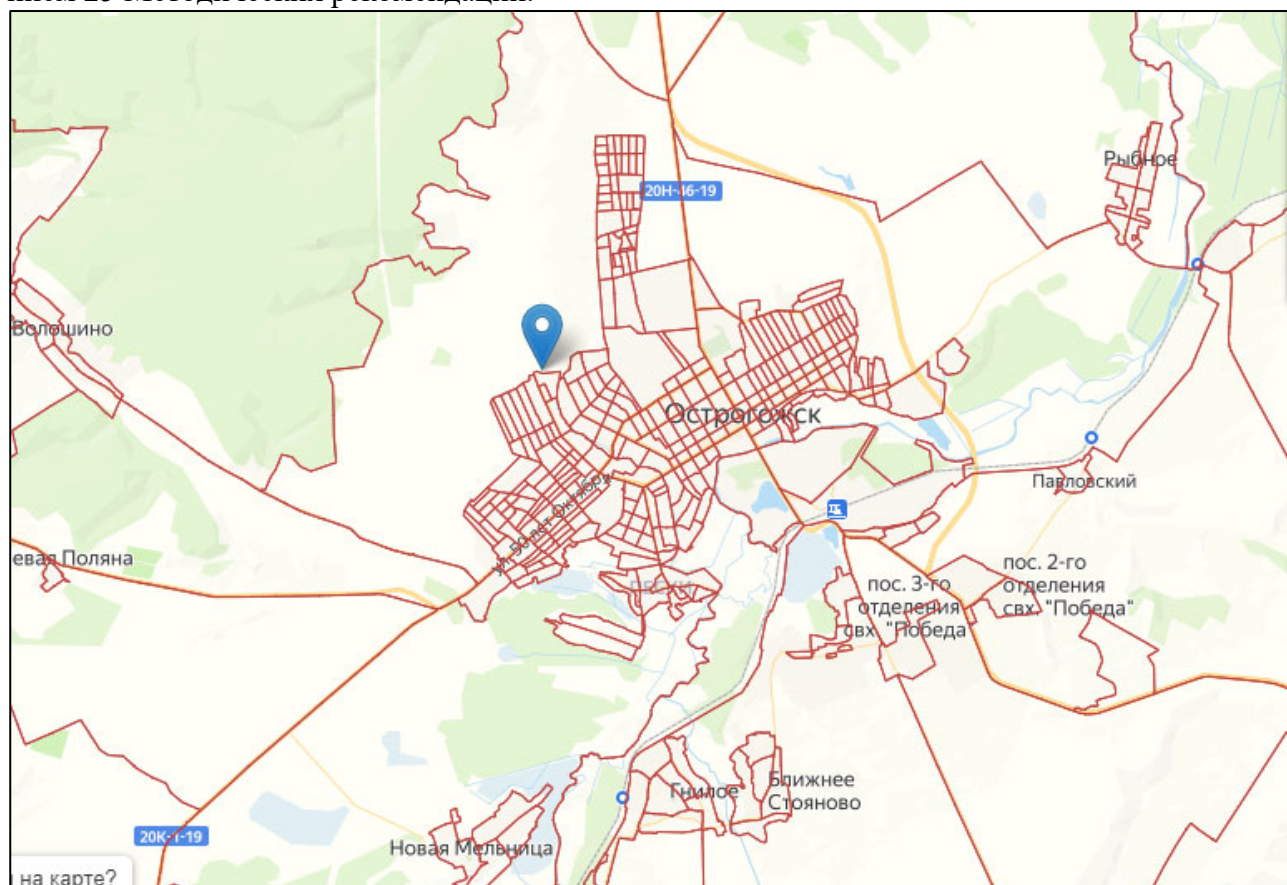 Рыбное
20Н-46-19
Волошино
Острогожск
Павловский
ул. 50 лет Октября
евая Поляна
ПЕСКИ
пос. 2-го
отделения
свх. "Победа"
пос. 3-го
отделения
свх. "Победа
Гнилое
Ближнее
Стояново
20К-1-19
Новая Мельница
на карте?